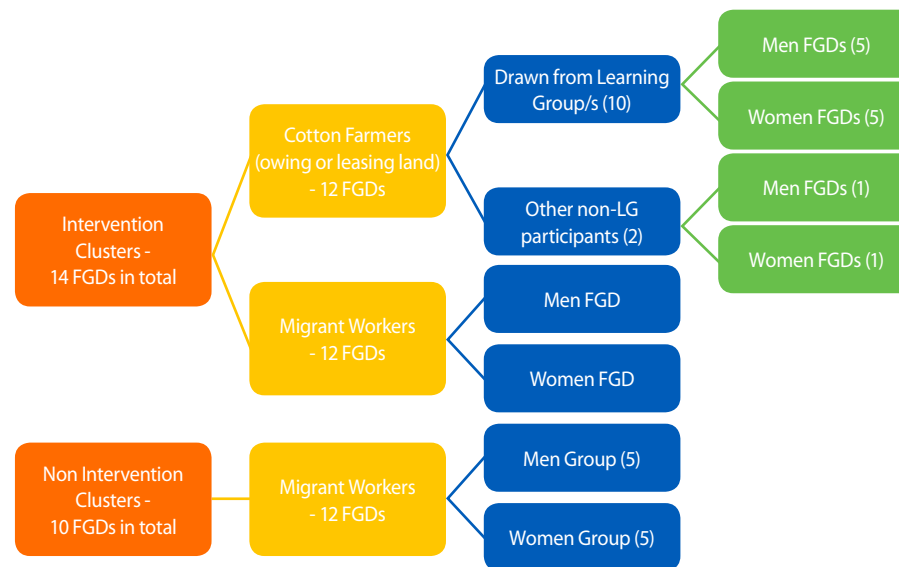 Intervention
Clusters -
14 FGDs in total
Cotton Farmers
(owing or leasing land)
- 12 FGDs
Drawn from Learning
Group/s (10)
Men FGDs (5)
Women FGDs (5)
Other non-LG
participants (2)
Men FGDs (1)
Women FGDs (1)
Migrant Workers
- 12 FGDs
Men FGD
Women FGD
Non Intervention
Clusters -
10 FGDs in total
Migrant Workers
- 12 FGDs
Men Group (5)
Women Group (5)